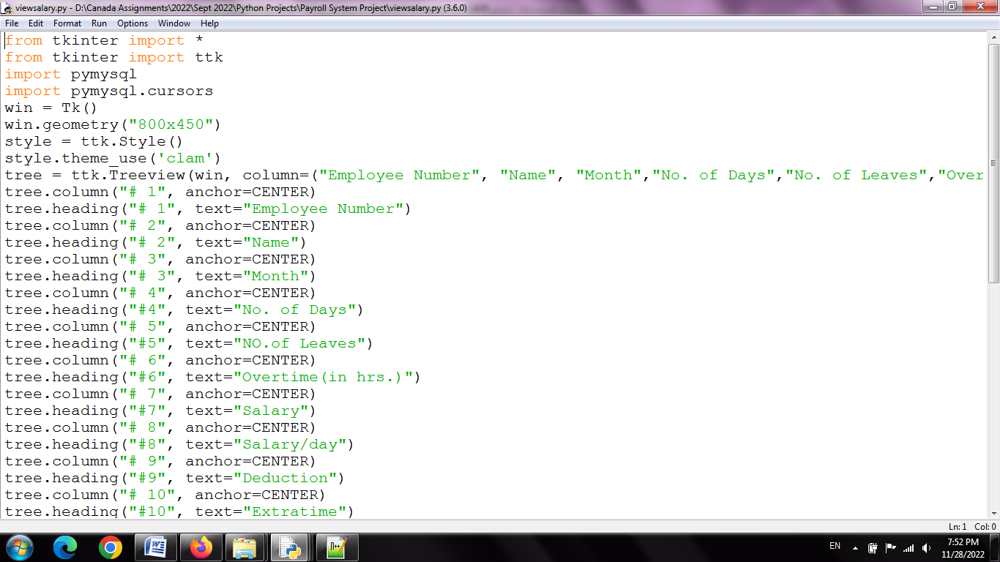 viewsalary.py - D:\Canada Assignments\2022\Sept 2022\Python Projects\Payroll System Project\viewsalary.py (3.6.0)
File Edit Format Run Options Window Help
from tkinter import *
from tkinter import ttk
import pymysql
import pymysql.cursors
win = Tk()
win.geometry("800x450")
style = ttk.Style()
style.theme_use('clam')
tree = ttk.Treeview(win, column=("Employee Number", "Name", "Month","No. of Days","No. of Leaves","Over
tree.column("# 1", anchor=CENTER)
tree.heading("# 1", text="Employee Number")
tree.column("# 2", anchor=CENTER)
tree.heading("# 2", text="Name")
tree.column("# 3", anchor=CENTER)
tree.heading("# 3", text="Month")
tree.column("# 4", anchor=CENTER)
tree.heading("#4", text="No. of Days")
tree.column("# 5", anchor=CENTER)
tree.heading("#5", text="NO.of Leaves")
tree.column("# 6", anchor=CENTER)
tree.heading("#6", text="Overtime(in hrs.)")
tree.column("# 7", anchor=CENTER)
tree.heading("#7", text="Salary")
tree.column("# 8", anchor=CENTER)
tree.heading("#8", text="Salary/day")
tree.column("# 9", anchor=CENTER)
tree.heading("#9", text="Deduction")
tree.column("# 10", anchor=CENTER)
tree.heading("#10", text="Extratime")
Ln: 1 Col: 0
EN
7:52 PM
11/28/2022